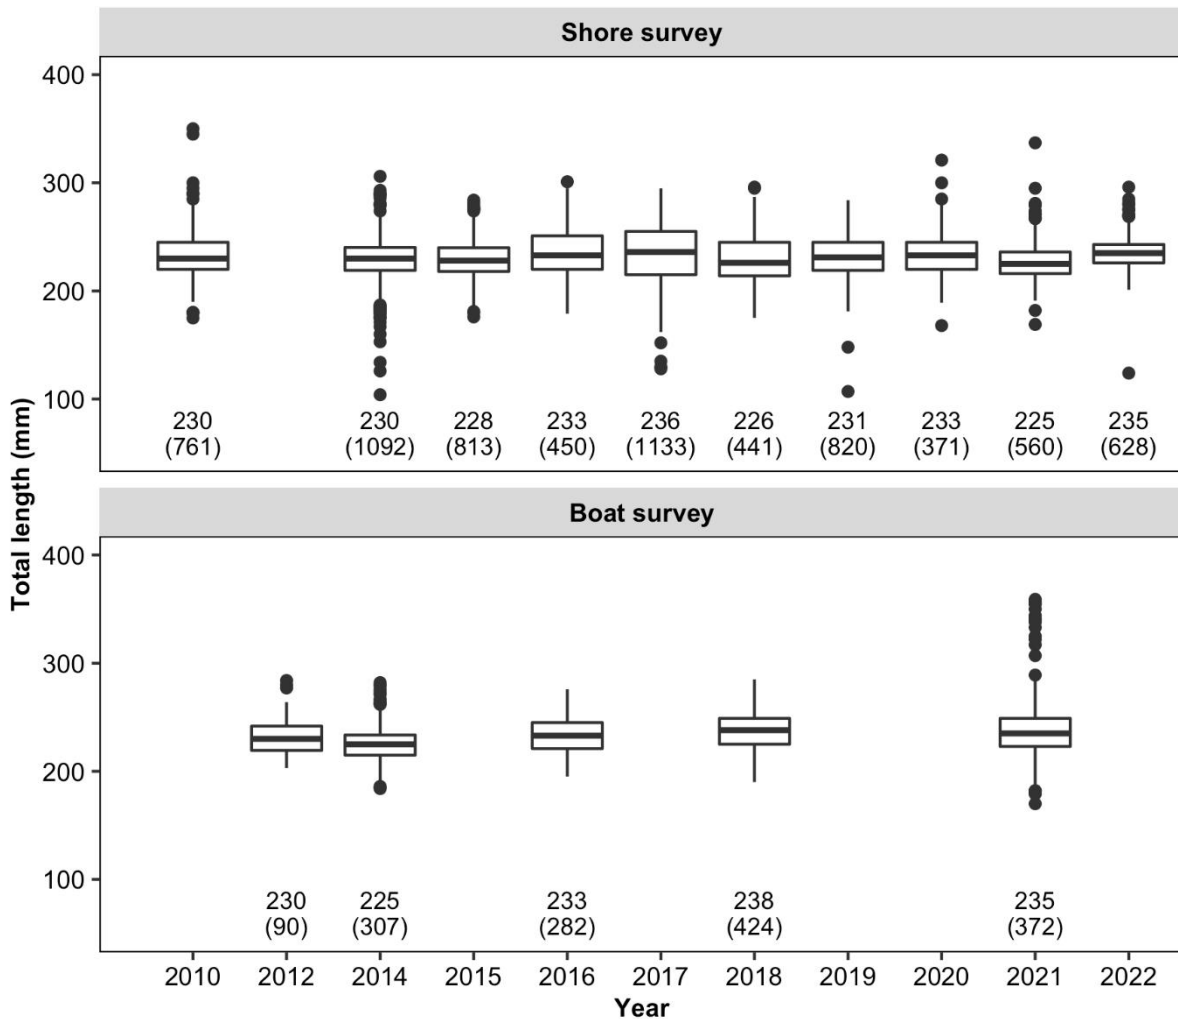 Shore survey
400
300
200
100
230 230 228 233 236 226 231 233 225 235
(761) (1092) (813) (450) (1133) (441) (820) (371) (560) (628)
Total length (mm)
Boat survey
400
300
200
100
230 225 233 238 235
(90) (307) (282) (424) (372)
2010 2012 2014 2015 2016 2017 2018 2019 2020 2021 2022
Year